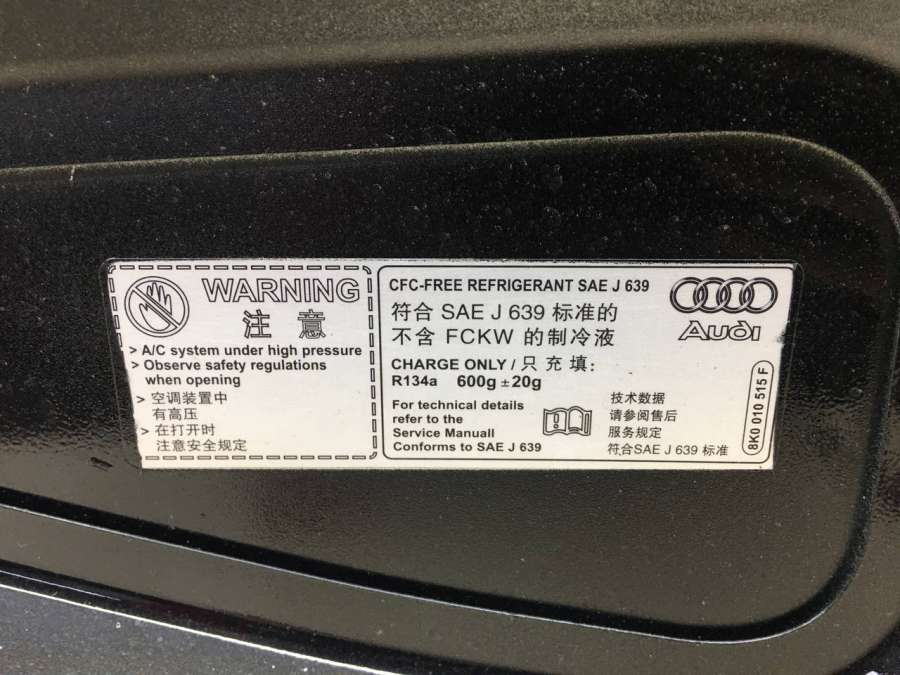 WARNING
注 意
> A/C system under high pressure
> Observe safety regulations
when opening
> 空调装置中
有高压
> 在打开时
注意安全规定
CFC-FREE REFRIGERANT SAE J 639
符合 SAE J 639 标准的
不含 FCKW 的制冷液
CHARGE ONLY / 只 充 填:
R134a 600g ± 20g
For technical details
refer to the
Service Manuall
Conforms to SAE J 639
技术数据
请参阅售后
服务规定
符合SAE J 639 标准
Audi
8K0 010 515 F